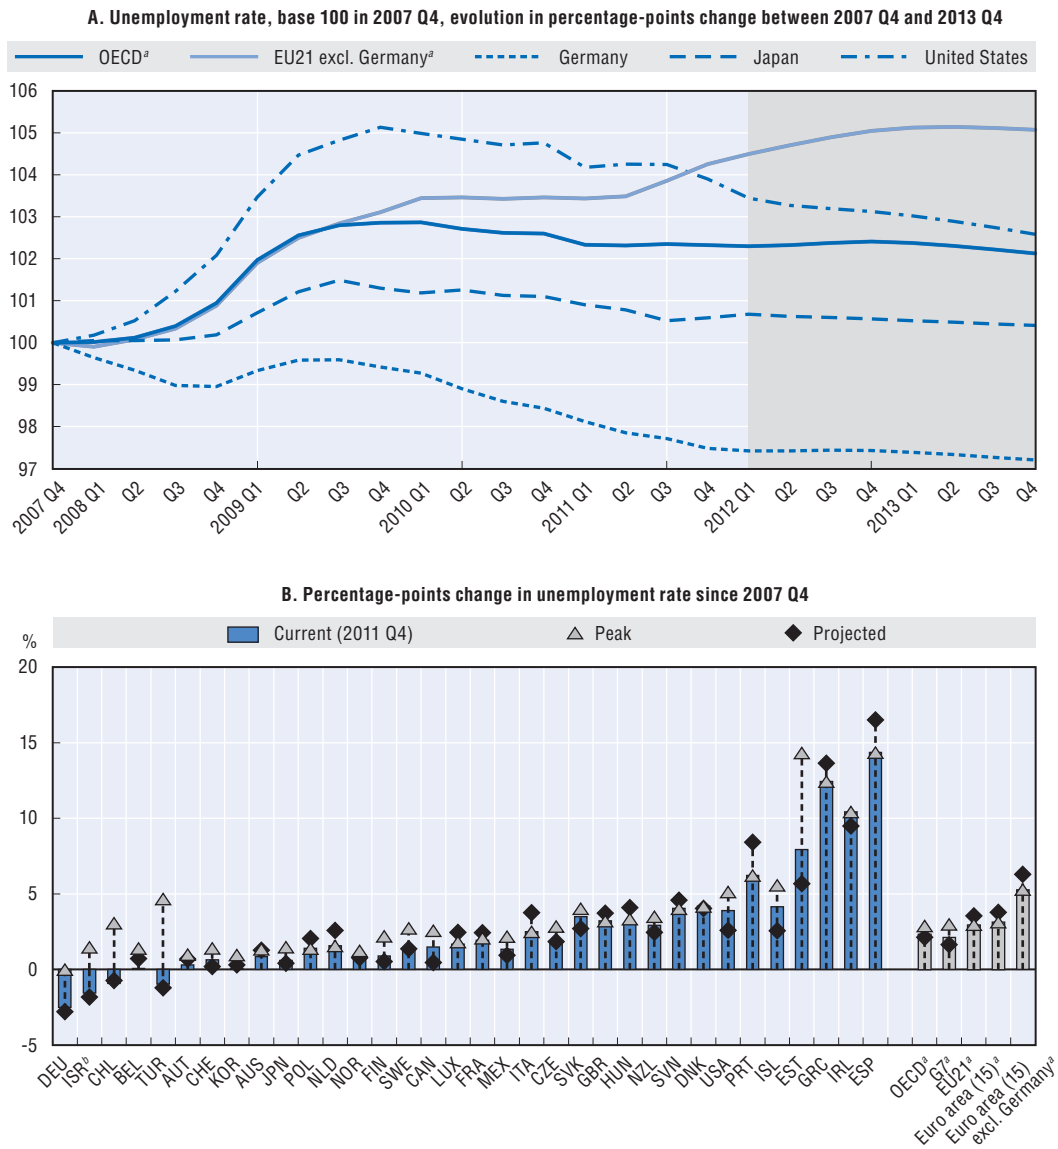 A. Unemployment rate, base 100 in 2007 Q4, evolution in percentage-points change between 2007 Q4 and 2013 Q4
OECDᵃ EU21 excl. Germanyᵃ Germany Japan United States
106
105
104
103
102
101
100
99
98
97
2007 Q4 2008 Q1 Q2 Q3 Q4 2009 Q1 Q2 Q3 Q4 2010 Q1 Q2 Q3 Q4 2011 Q1 Q2 Q3 Q4 2012 Q1 Q2 Q3 Q4 2013 Q1 Q2 Q3 Q4
B. Percentage-points change in unemployment rate since 2007 Q4
% Current (2011 Q4) Peak Projected
20
15
10
5
0
-5
DEU ISRᵇ CHL BEL TUR AUT CHE KOR AUS JPN POL NLD NOR FIN SWE CAN LUX FRA MEX ITA CZE SVK GBR HUN NZL SVN DNK USA PRT ISL EST GRC IRL ESP OECDᵃ G7ᵃ EU21ᵃ Euro area (15)ᵃ Euro area (15)
excl. Germanyᵃ